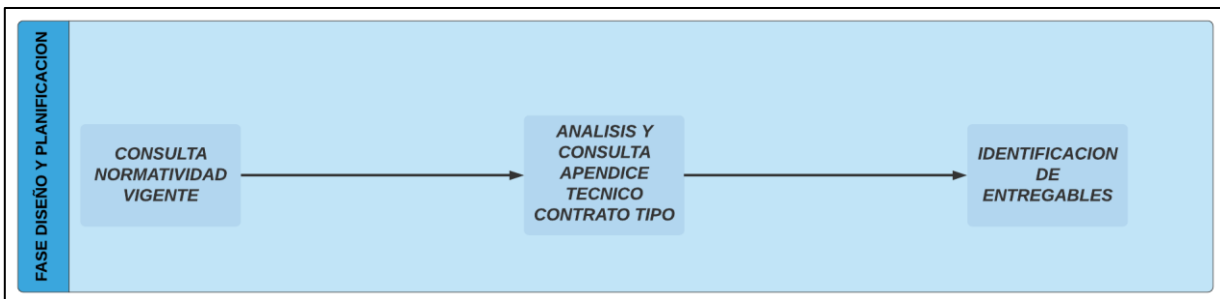 FASE DISEÑO Y PLANIFICACION
CONSULTA
NORMATIVIDAD
VIGENTE
ANALISIS Y
CONSULTA
APENDICE
TECNICO
CONTRATO TIPO
IDENTIFICACION
DE
ENTREGABLES